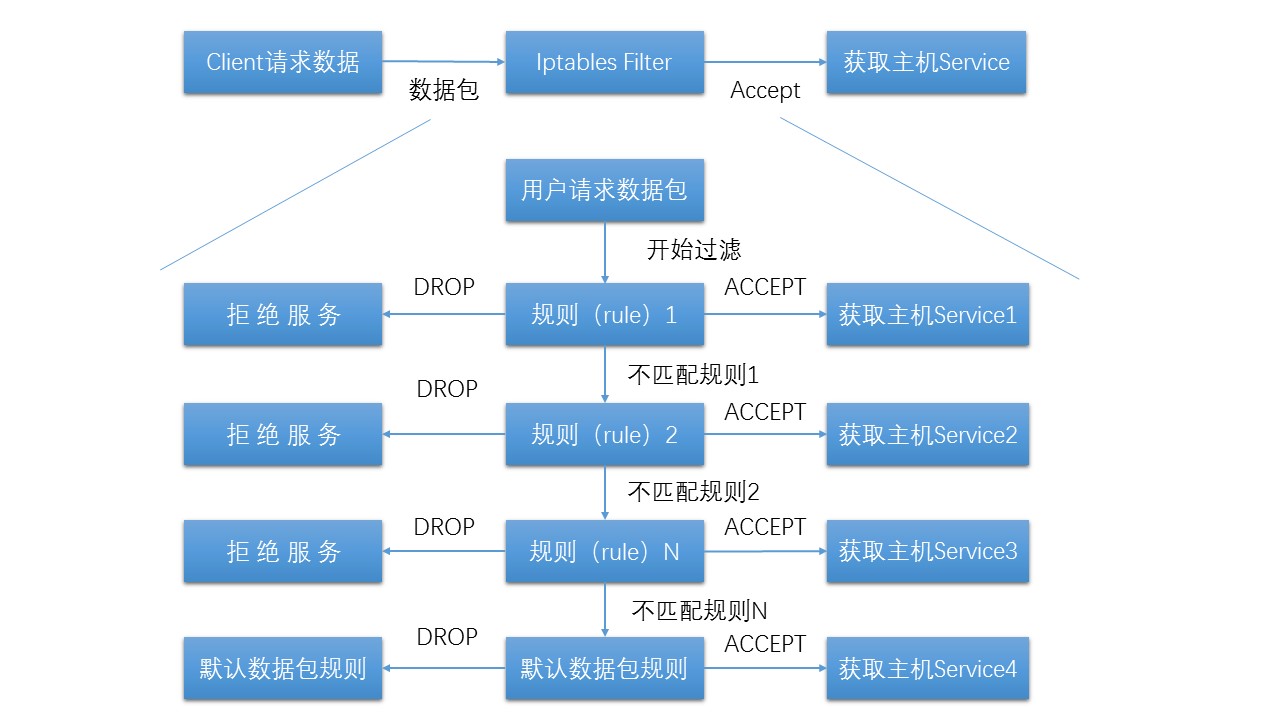 Client请求数据
Iptables Filter
获取主机Service
数据包
Accept
用户请求数据包
开始过滤
DROP
ACCEPT
拒 绝 服 务
规则（rule）1
获取主机Service1
不匹配规则1
DROP
ACCEPT
拒 绝 服 务
规则（rule）2
获取主机Service2
不匹配规则2
DROP
ACCEPT
拒 绝 服 务
规则（rule）N
获取主机Service3
不匹配规则N
DROP
ACCEPT
默认数据包规则
默认数据包规则
获取主机Service4